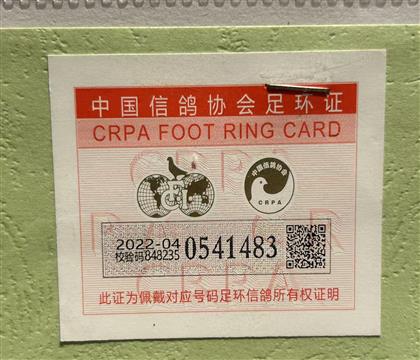 中国信鸽协会足环证
CRPA FOOT RING CARD
中国信鸽协会
CRPA
2022-04
校验码848235
0541483
此证为佩戴对应号码足环信鸽所有权证明